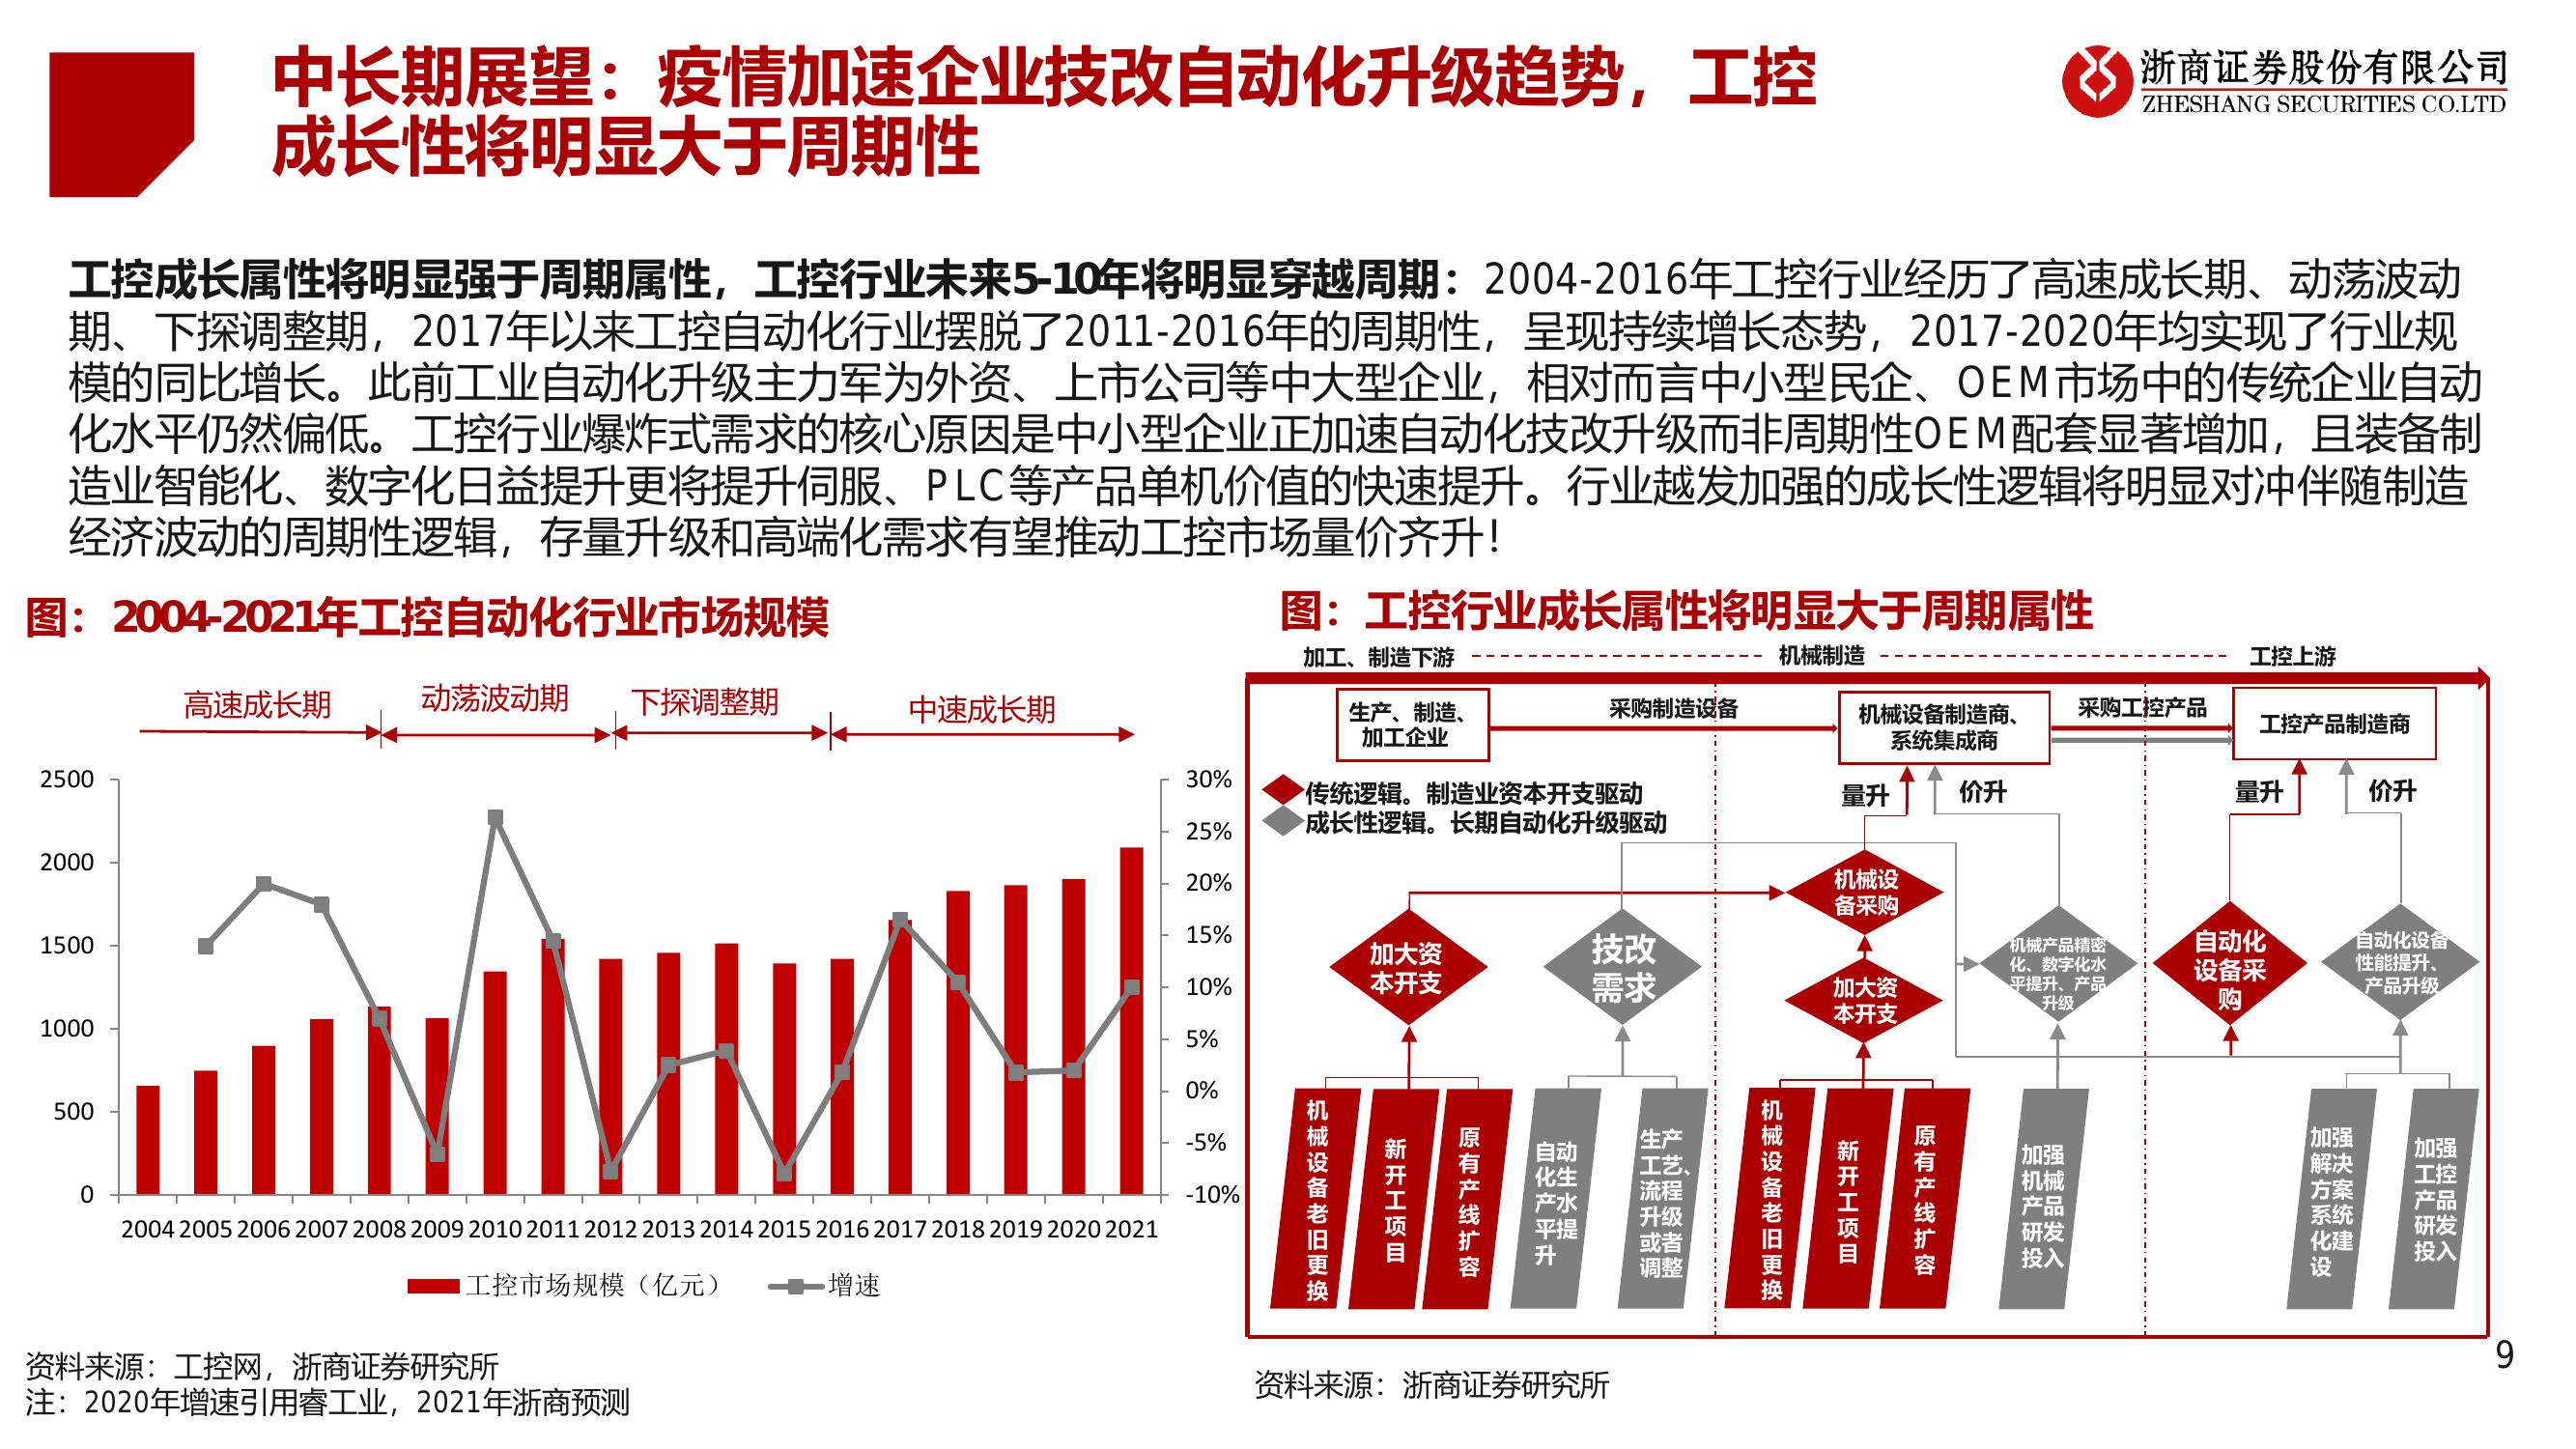 中长期展望：疫情加速企业技改自动化升级趋势，工控
成长性将明显大于周期性
浙商证券股份有限公司
ZHESHANG SECURITIES CO.LTD
工控成长属性将明显强于周期属性，工控行业未来5-10年将明显穿越周期：2004-2016年工控行业经历了高速成长期、动荡波动
期、下探调整期，2017年以来工控自动化行业摆脱了2011-2016年的周期性，呈现持续增长态势，2017-2020年均实现了行业规
模的同比增长。此前工业自动化升级主力军为外资、上市公司等中大型企业，相对而言中小型民企、OEM市场中的传统企业自动
化水平仍然偏低。工控行业爆炸式需求的核心原因是中小型企业正加速自动化技改升级而非周期性OEM配套显著增加，且装备制
造业智能化、数字化日益提升更将提升伺服、PLC等产品单机价值的快速提升。行业越发加强的成长性逻辑将明显对冲伴随制造
经济波动的周期性逻辑，存量升级和高端化需求有望推动工控市场量价齐升！
图：2004-2021年工控自动化行业市场规模
高速成长期
动荡波动期
下探调整期
中速成长期
2500
2000
1500
1000
500
0
30%
25%
20%
15%
10%
5%
0%
-5%
-10%
2004 2005 2006 2007 2008 2009 2010 2011 2012 2013 2014 2015 2016 2017 2018 2019 2020 2021
工控市场规模（亿元）
增速
资料来源：工控网，浙商证券研究所
注：2020年增速引用睿工业，2021年浙商预测
图：工控行业成长属性将明显大于周期属性
加工、制造下游
机械制造
工控上游
生产、制造、
加工企业
采购制造设备
机械设备制造商、
系统集成商
采购工控产品
工控产品制造商
传统逻辑。制造业资本开支驱动
成长性逻辑。长期自动化升级驱动
量升
价升
量升
价升
加大资
本开支
技改
需求
机械设
备采购
加大资
本开支
机械产品精密
化、数字化水
平提升、产品
升级
自动化
设备采
购
自动化设备
性能提升、
产品升级
机
械
设
备
老
旧
更
换
新
开
工
项
目
原
有
产
线
扩
容
自动
化生
产水
平提
升
生产
工艺、
流程
升级
或者
调整
机
械
设
备
老
旧
更
换
新
开
工
项
目
原
有
产
线
扩
容
加强
机械
产品
研发
投入
加强
解决
方案
系统
化建
设
加强
工控
产品
研发
投入
资料来源：浙商证券研究所
9